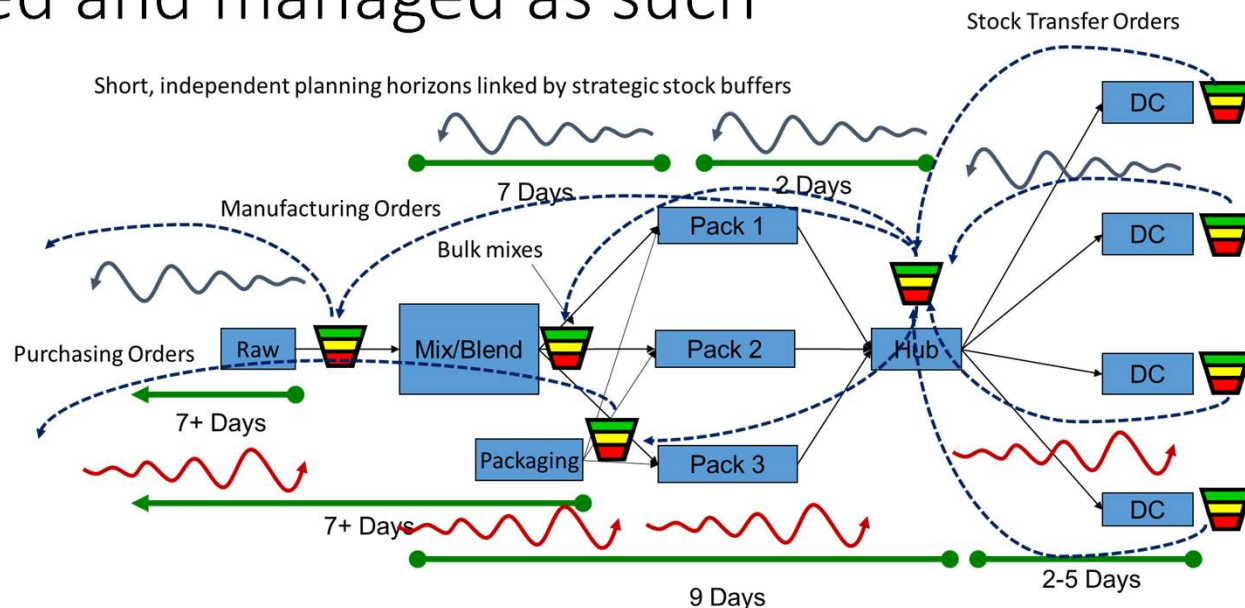 ed and managed as such
Stock Transfer Orders
Short, independent planning horizons linked by strategic stock buffers
DC
7 Days
2 Days
Manufacturing Orders
Pack 1
DC
Bulk mixes
Purchasing Orders
Raw
Mix/Blend
Pack 2
Hub
DC
7+ Days
Packaging
Pack 3
DC
7+ Days
9 Days
2-5 Days